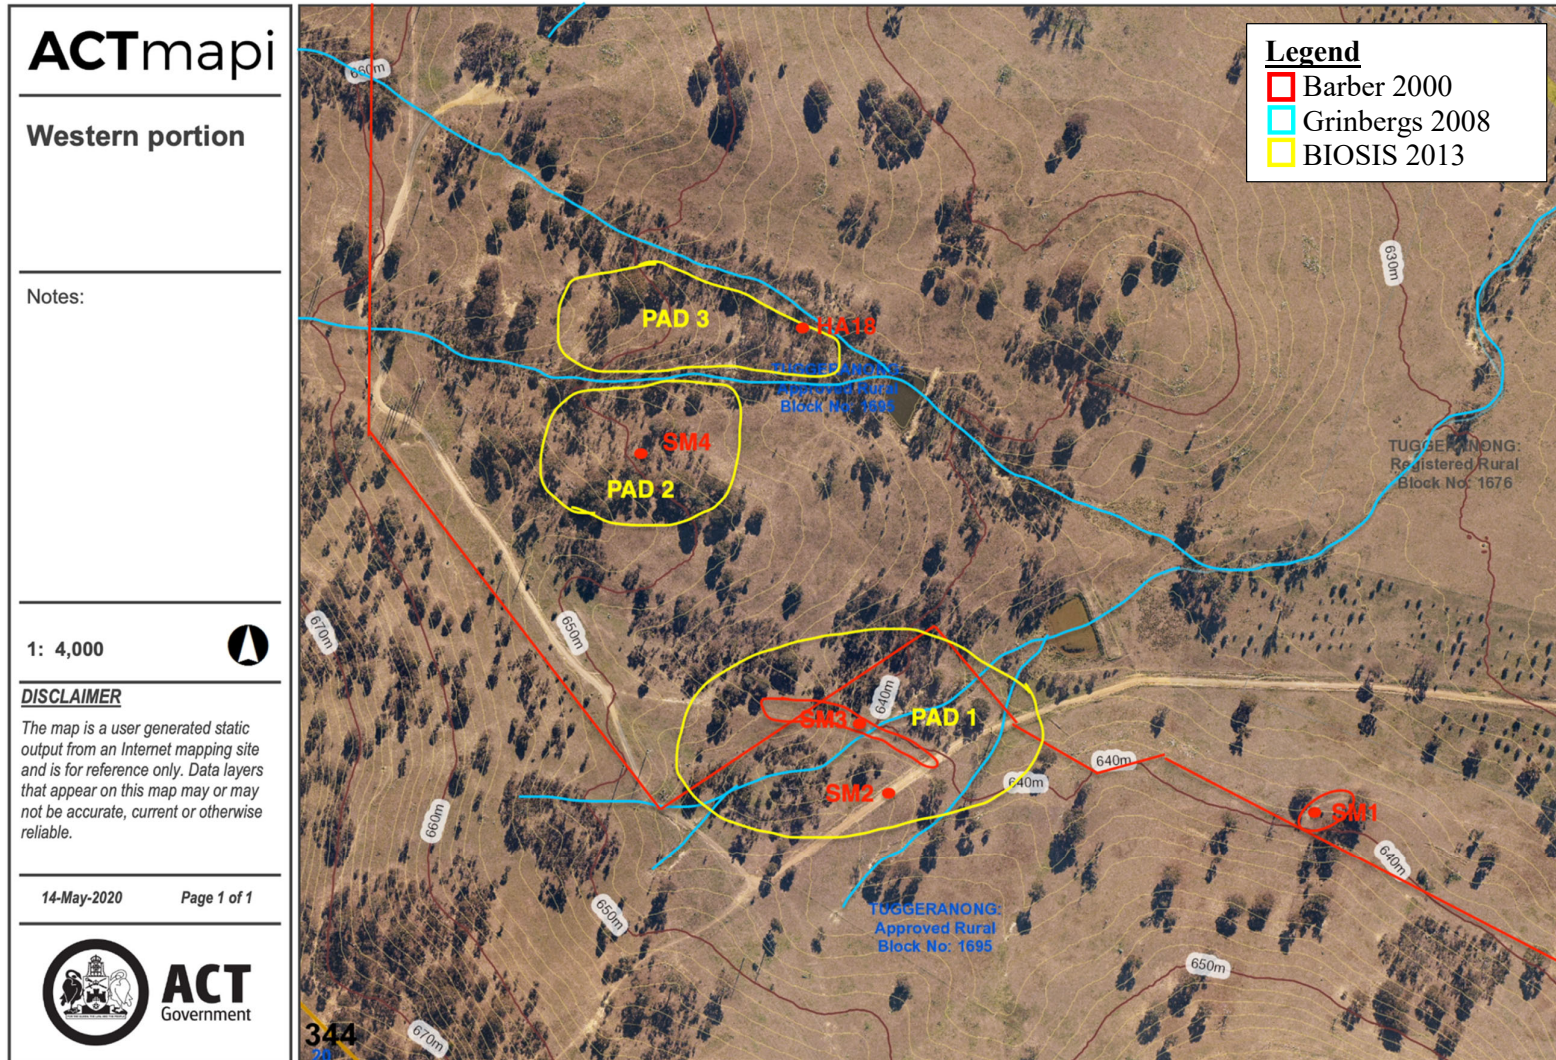 ACTmapi
Western portion
Notes:
1: 4,000
DISCLAIMER
The map is a user generated static
output from an Internet mapping site
and is for reference only. Data layers
that appear on this map may or may
not be accurate, current or otherwise
reliable.
14-May-2020 Page 1 of 1
ACT
Government
Legend
Barber 2000
Grinbergs 2008
BIOSIS 2013
660m
630m
PAD 3
HA18
TUGGERANONG:
Approved Rural
Block No: 1695
SM4
PAD 2
TUGGERANONG:
Registered Rural
Block No: 1676
670m
650m
640m
SM3
PAD 1
SM2
640m
640m
SM1
660m
640m
650m
TUGGERANONG:
Approved Rural
Block No: 1695
650m
670m
344
20